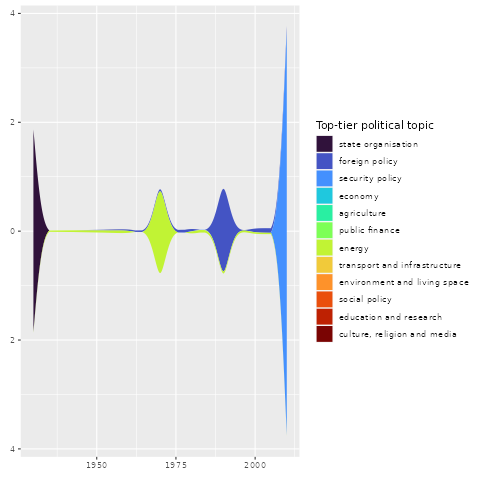 4
2
0
2
4
1950 1975 2000
Top-tier political topic
state organisation
foreign policy
security policy
economy
agriculture
public finance
energy
transport and infrastructure
environment and living space
social policy
education and research
culture, religion and media